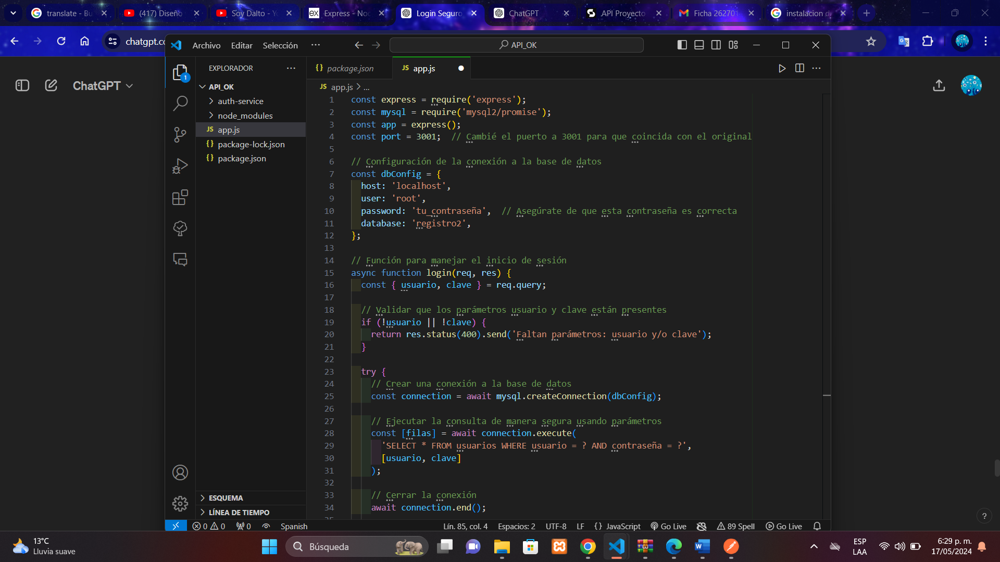 translate - Bu
(417) Diseño
Soy Dalto - Yo
Express - Noc
Login Seguro
ChatGPT
API Proyecto
Ficha 262701
instalacion de
chatgpt.co
Archivo Editar Selección ··· API_OK
ChatGPT
EXPLORADOR ···
API_OK
auth-service
node_modules
JS app.js
{} package-lock.json
{} package.json
ESQUEMA
LÍNEA DE TIEMPO
{} package.json
JS app.js
JS app.js > ...
1 const express = require('express');
2 const mysql = require('mysql2/promise');
3 const app = express();
4 const port = 3001;  // Cambié el puerto a 3001 para que coincida con el original
5
6 // Configuración de la conexión a la base de datos
7 const dbConfig = {
8   host: 'localhost',
9   user: 'root',
10   password: 'tu_contraseña',  // Asegúrate de que esta contraseña es correcta
11   database: 'registro2',
12 };
13
14 // Función para manejar el inicio de sesión
15 async function login(req, res) {
16   const { usuario, clave } = req.query;
17
18   // Validar que los parámetros usuario y clave están presentes
19   if (!usuario || !clave) {
20     return res.status(400).send('Faltan parámetros: usuario y/o clave');
21   }
22
23   try {
24     // Crear una conexión a la base de datos
25     const connection = await mysql.createConnection(dbConfig);
26
27     // Ejecutar la consulta de manera segura usando parámetros
28     const [filas] = await connection.execute(
29       'SELECT * FROM usuarios WHERE usuario = ? AND contraseña = ?',
30       [usuario, clave]
31     );
32
33     // Cerrar la conexión
34     await connection.end();
0 0 0 Spanish Lín. 85, col. 4 Espacios: 2 UTF-8 LF {} JavaScript Go Live 89 Spell Go Live
13°C
Lluvia suave
Búsqueda
ESP
LAA
6:29 p. m.
17/05/2024